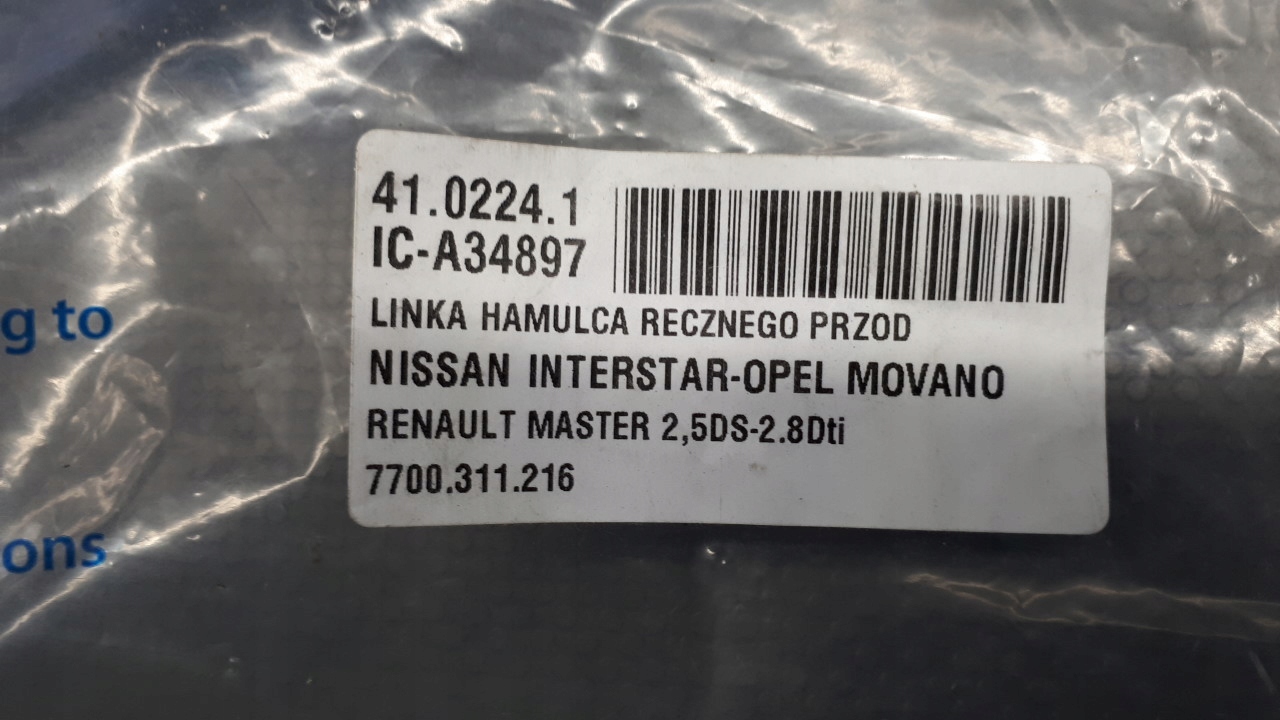 41.0224.1
IC-A34897
LINKA HAMULCA RECZNEGO PRZOD
NISSAN INTERSTAR-OPEL MOVANO
RENAULT MASTER 2,5DS-2.8Dti
7700.311.216
g to
ons